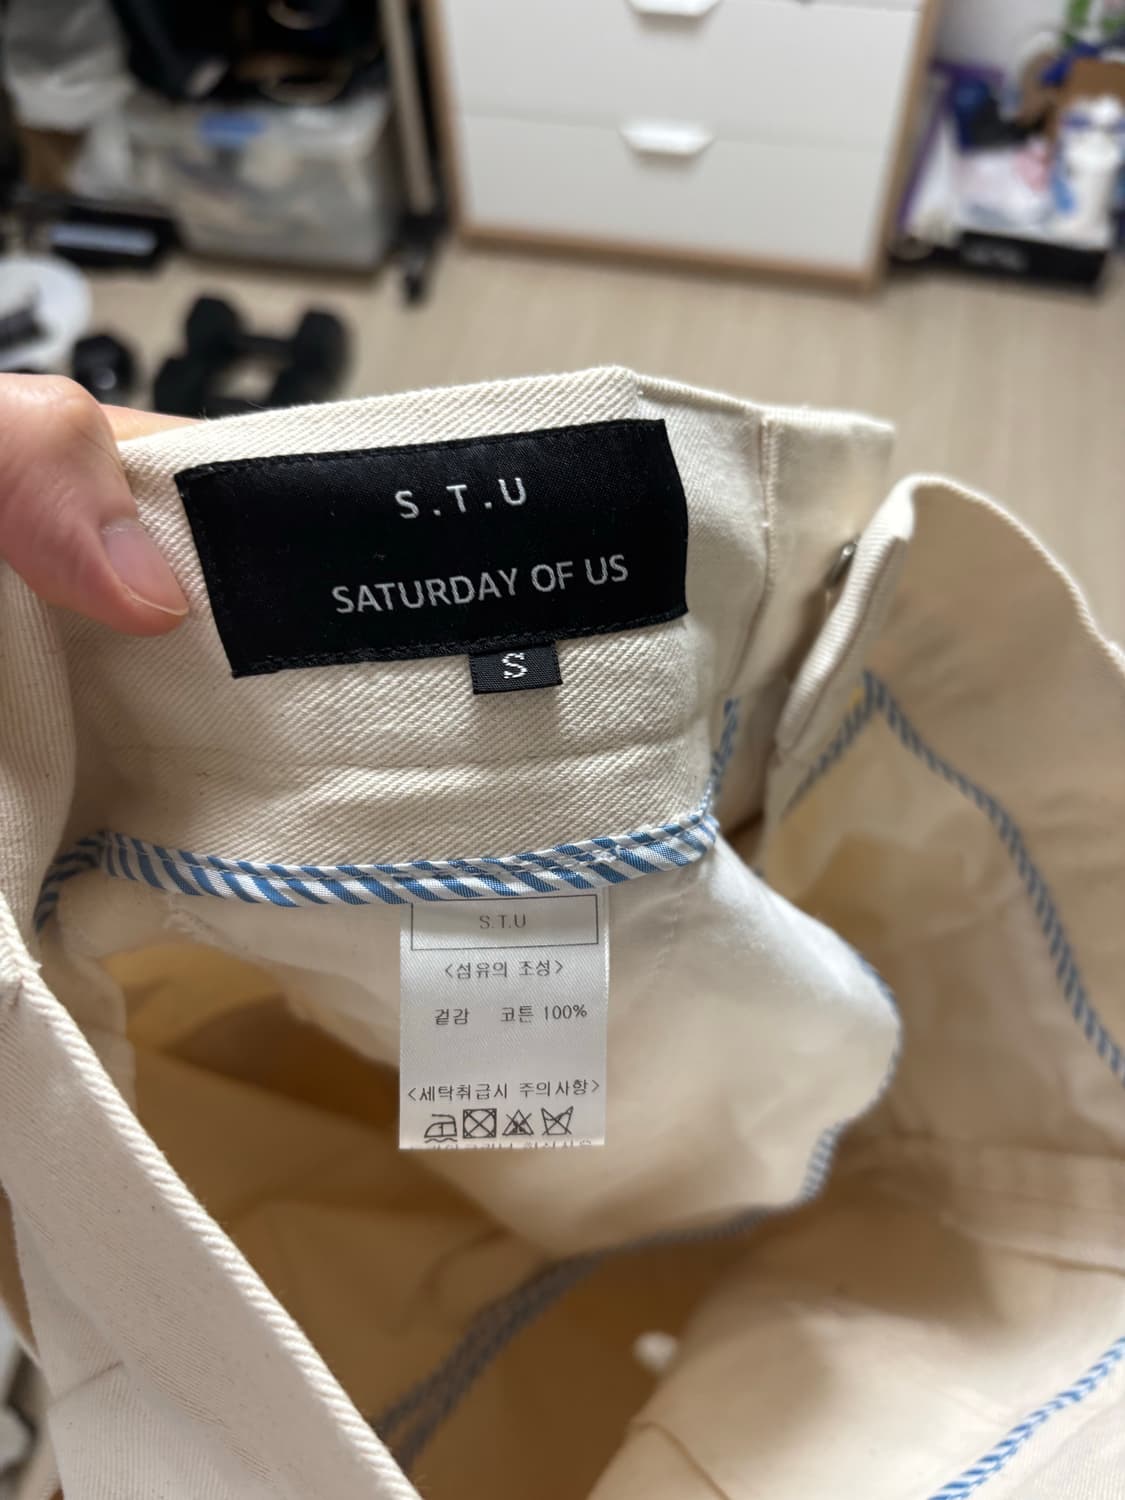 S.T.U
SATURDAY OF US
S
S.T.U
<섬유의 조성>
겉감 코튼 100%
<세탁취급시 주의사항>